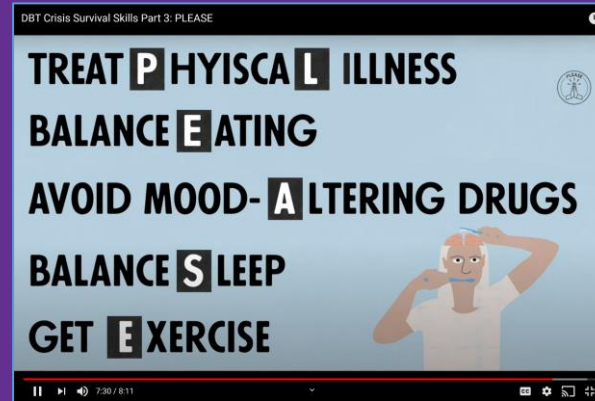 DBT Crisis Survival Skills Part 3: PLEASE
TREAT PHYISCAL ILLNESS
PLEASE
BALANCE EATING
AVOID MOOD-ALTERING DRUGS
BALANCE SLEEP
GET EXERCISE
7:30 / 8:11
CC